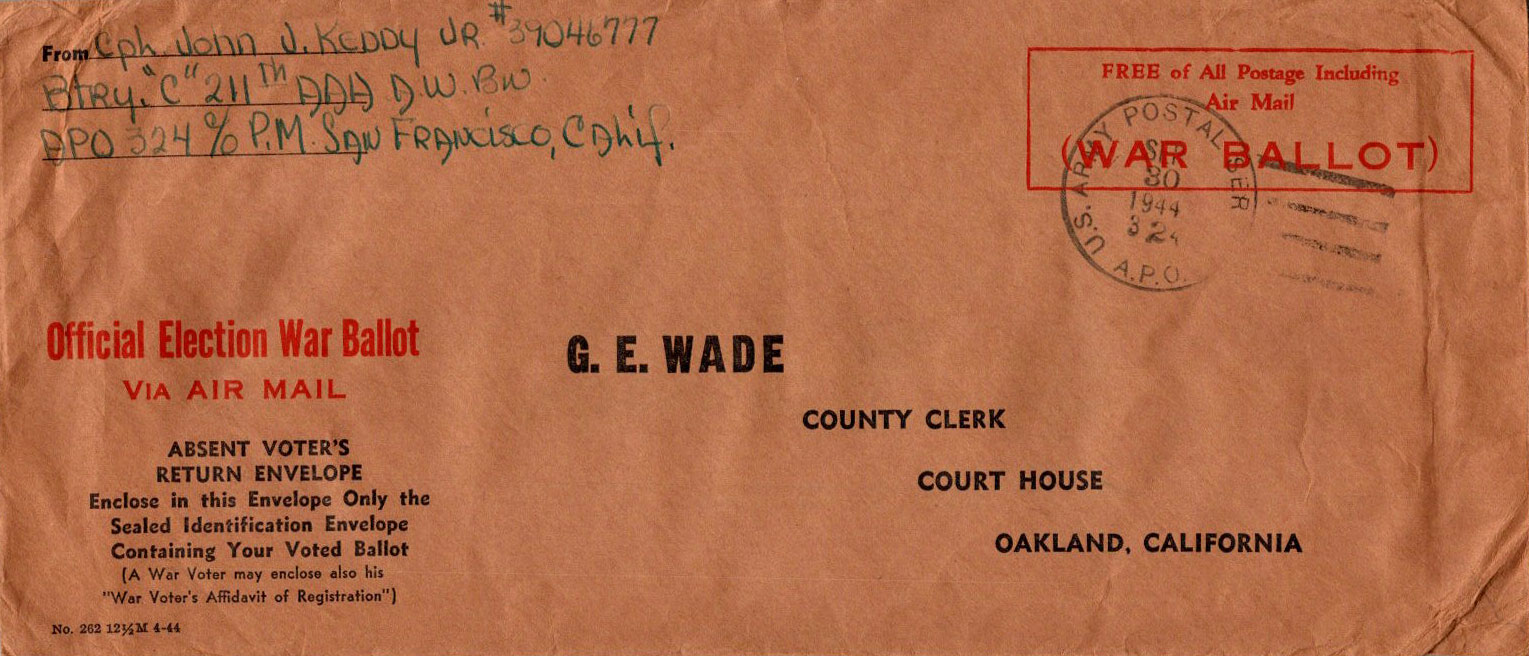 From Cpl. John J. Keddy Jr. #39046777
Btry. "C" 211TH AAA A.W. Bn.
APO 324 c/o P.M. San Francisco, Calif.
FREE of All Postage Including
Air Mail
(WAR BALLOT)
U.S. ARMY POSTAL SER
SEP
30
1944
324
A.P.O.
Official Election War Ballot
VIA AIR MAIL
ABSENT VOTER'S
RETURN ENVELOPE
Enclose in this Envelope Only the
Sealed Identification Envelope
Containing Your Voted Ballot
(A War Voter may enclose also his
"War Voter's Affidavit of Registration")
No. 262 12½M 4-44
G. E. WADE
COUNTY CLERK
COURT HOUSE
OAKLAND, CALIFORNIA